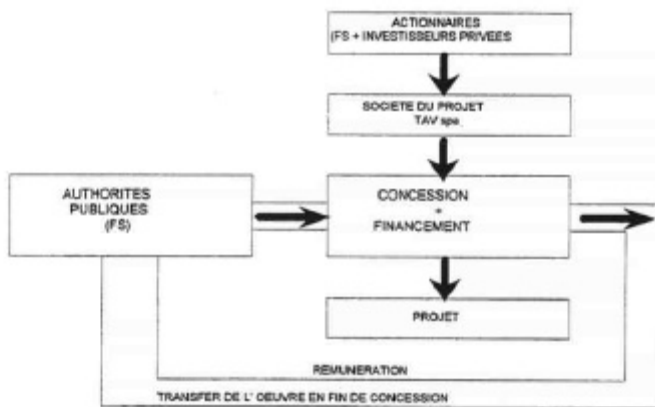 ACTIONNAIRES
(FS + INVESTISSEURS PRIVEES
SOCIETE DU PROJET
TAV spa
AUTHORITES
PUBLIQUES
(FS)
CONCESSION
+
FINANCEMENT
PROJET
REMUNERATION
TRANSFER DE L' OEUVRE EN FIN DE CONCESSION